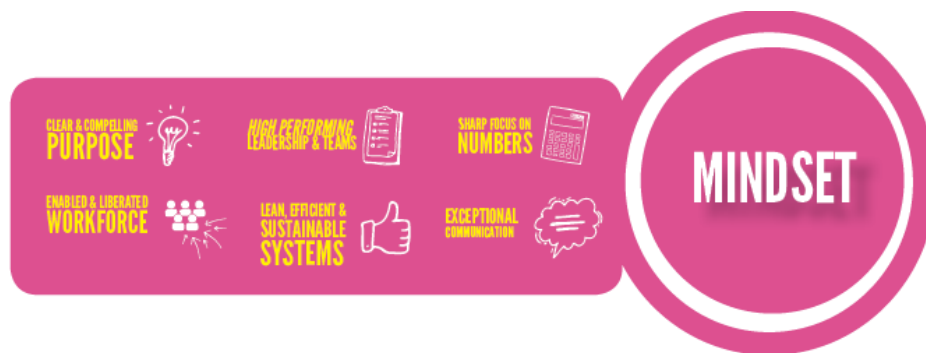 CLEAR & COMPELLING
PURPOSE
HIGH PERFORMING
LEADERSHIP & TEAMS
SHARP FOCUS ON
NUMBERS
ENABLED & LIBERATED
WORKFORCE
LEAN, EFFICIENT &
SUSTAINABLE
SYSTEMS
EXCEPTIONAL
COMMUNICATION
MINDSET